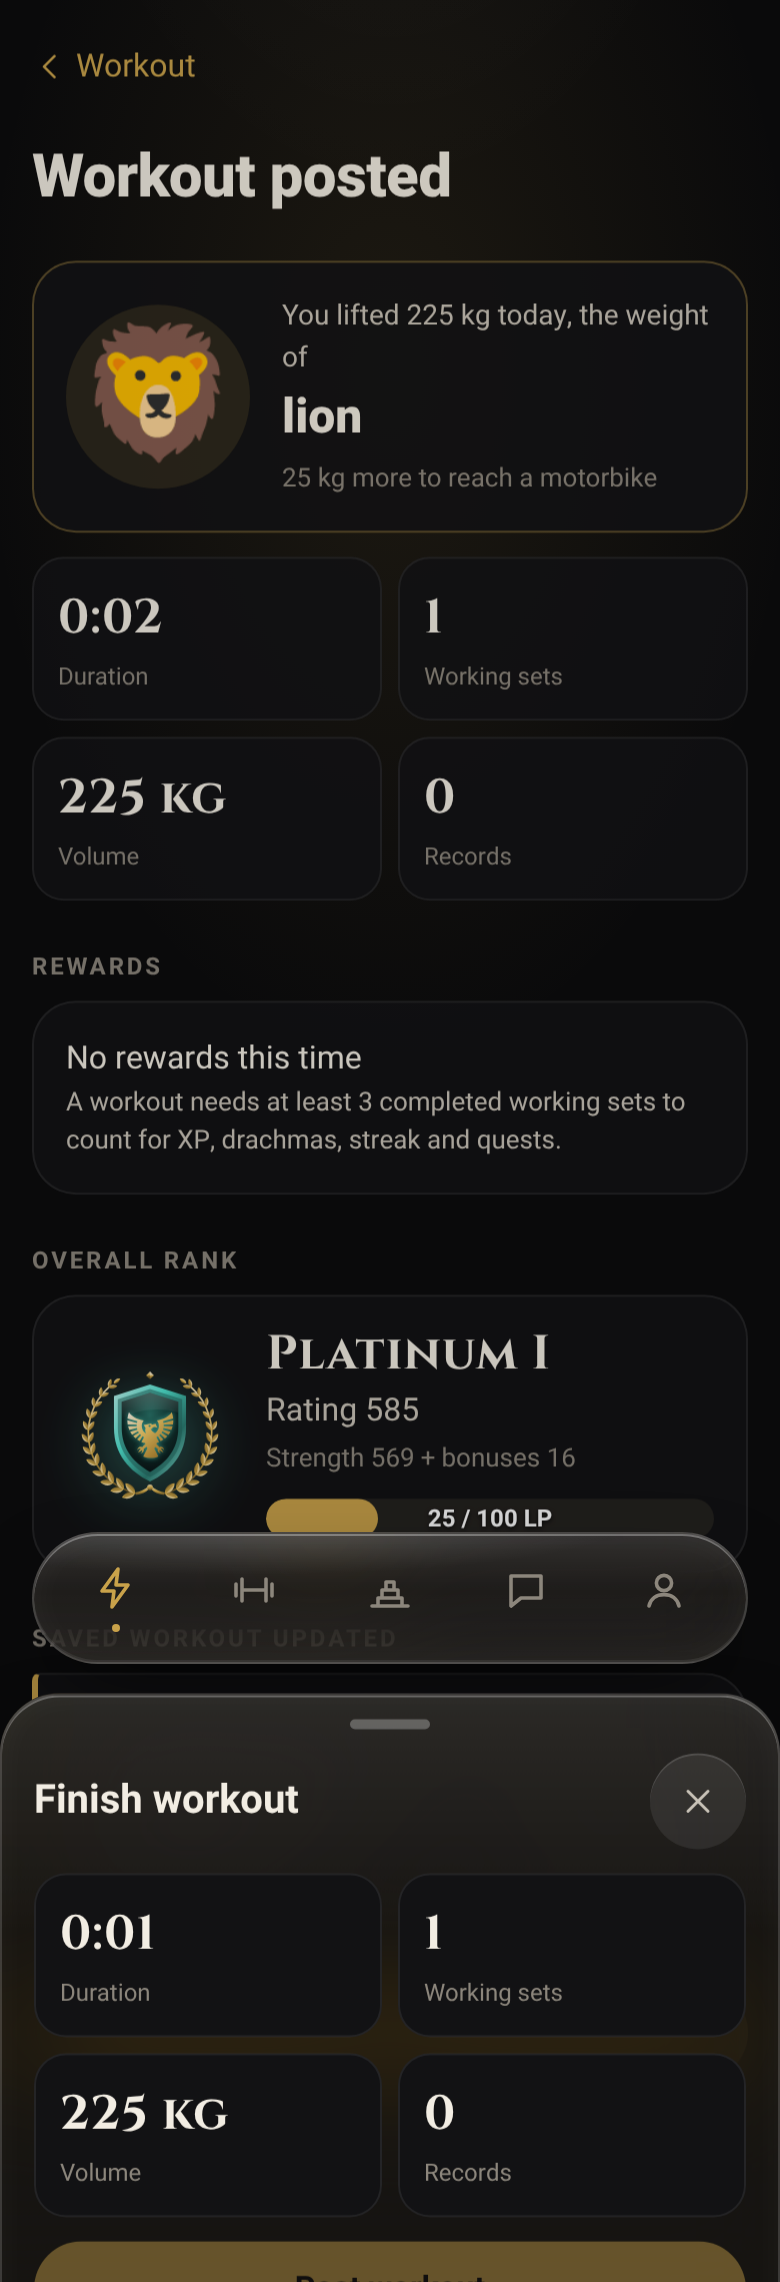 Workout
Workout posted
You lifted 225 kg today, the weight
of
lion
25 kg more to reach a motorbike
0:02
Duration
1
Working sets
225 KG
Volume
0
Records
REWARDS
No rewards this time
A workout needs at least 3 completed working sets to
count for XP, drachmas, streak and quests.
OVERALL RANK
PLATINUM I
Rating 585
Strength 569 + bonuses 16
25 / 100 LP
SAVED WORKOUT UPDATED
Finish workout
0:01
Duration
1
Working sets
225 KG
Volume
0
Records
Post workout